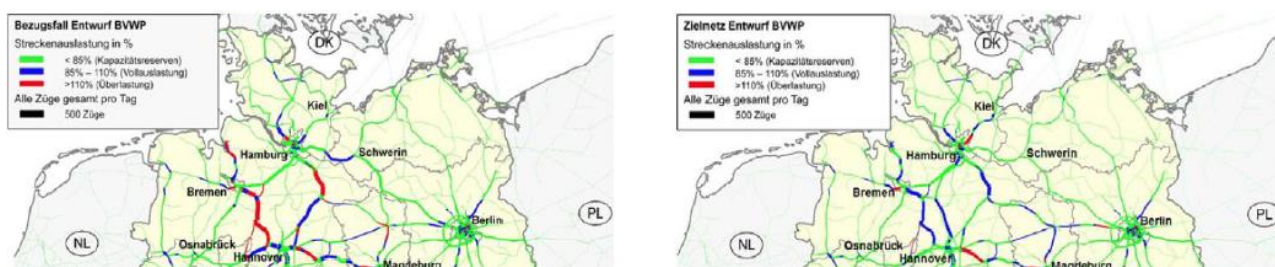 Bezugsfall Entwurf BVWP
Streckenauslastung in %
< 85% (Kapazitätsreserven)
85% – 110% (Vollauslastung)
>110% (Überlastung)
Alle Züge gesamt pro Tag
500 Züge
DK
Kiel
Hamburg
Schwerin
Bremen
Berlin
PL
NL
Osnabrück
Hannover
Magdeburg
Zielnetz Entwurf BVWP
Streckenauslastung in %
< 85% (Kapazitätsreserven)
85% – 110% (Vollauslastung)
>110% (Überlastung)
Alle Züge gesamt pro Tag
500 Züge
DK
Kiel
Hamburg
Schwerin
Bremen
Berlin
PL
NL
Osnabrück
Hannover
Magdeburg